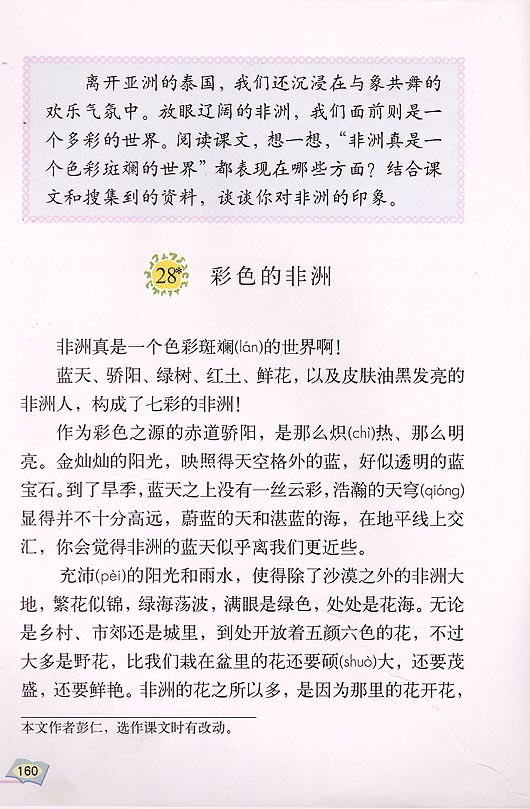 离开亚洲的泰国，我们还沉浸在与象共舞的
欢乐气氛中。放眼辽阔的非洲，我们面前则是一
个多彩的世界。阅读课文，想一想，“非洲真是一
个色彩斑斓的世界”都表现在哪些方面？结合课
文和搜集到的资料，谈谈你对非洲的印象。
28* 彩色的非洲
非洲真是一个色彩斑斓(lán)的世界啊！
蓝天、骄阳、绿树、红土、鲜花，以及皮肤油黑发亮的
非洲人，构成了七彩的非洲！
作为彩色之源的赤道骄阳，是那么炽(chì)热、那么明
亮。金灿灿的阳光，映照得天空格外的蓝，好似透明的蓝
宝石。到了旱季，蓝天之上没有一丝云彩，浩瀚的天穹(qióng)
显得并不十分高远，蔚蓝的天和湛蓝的海，在地平线上交
汇，你会觉得非洲的蓝天似乎离我们更近些。
充沛(pèi)的阳光和雨水，使得除了沙漠之外的非洲大
地，繁花似锦，绿海荡波，满眼是绿色，处处是花海。无论
是乡村、市郊还是城里，到处开放着五颜六色的花，不过
大多是野花，比我们栽在盆里的花还要硕(shuò)大，还要茂
盛，还要鲜艳。非洲的花之所以多，是因为那里的花开花，
本文作者彭仁，选作课文时有改动。
160